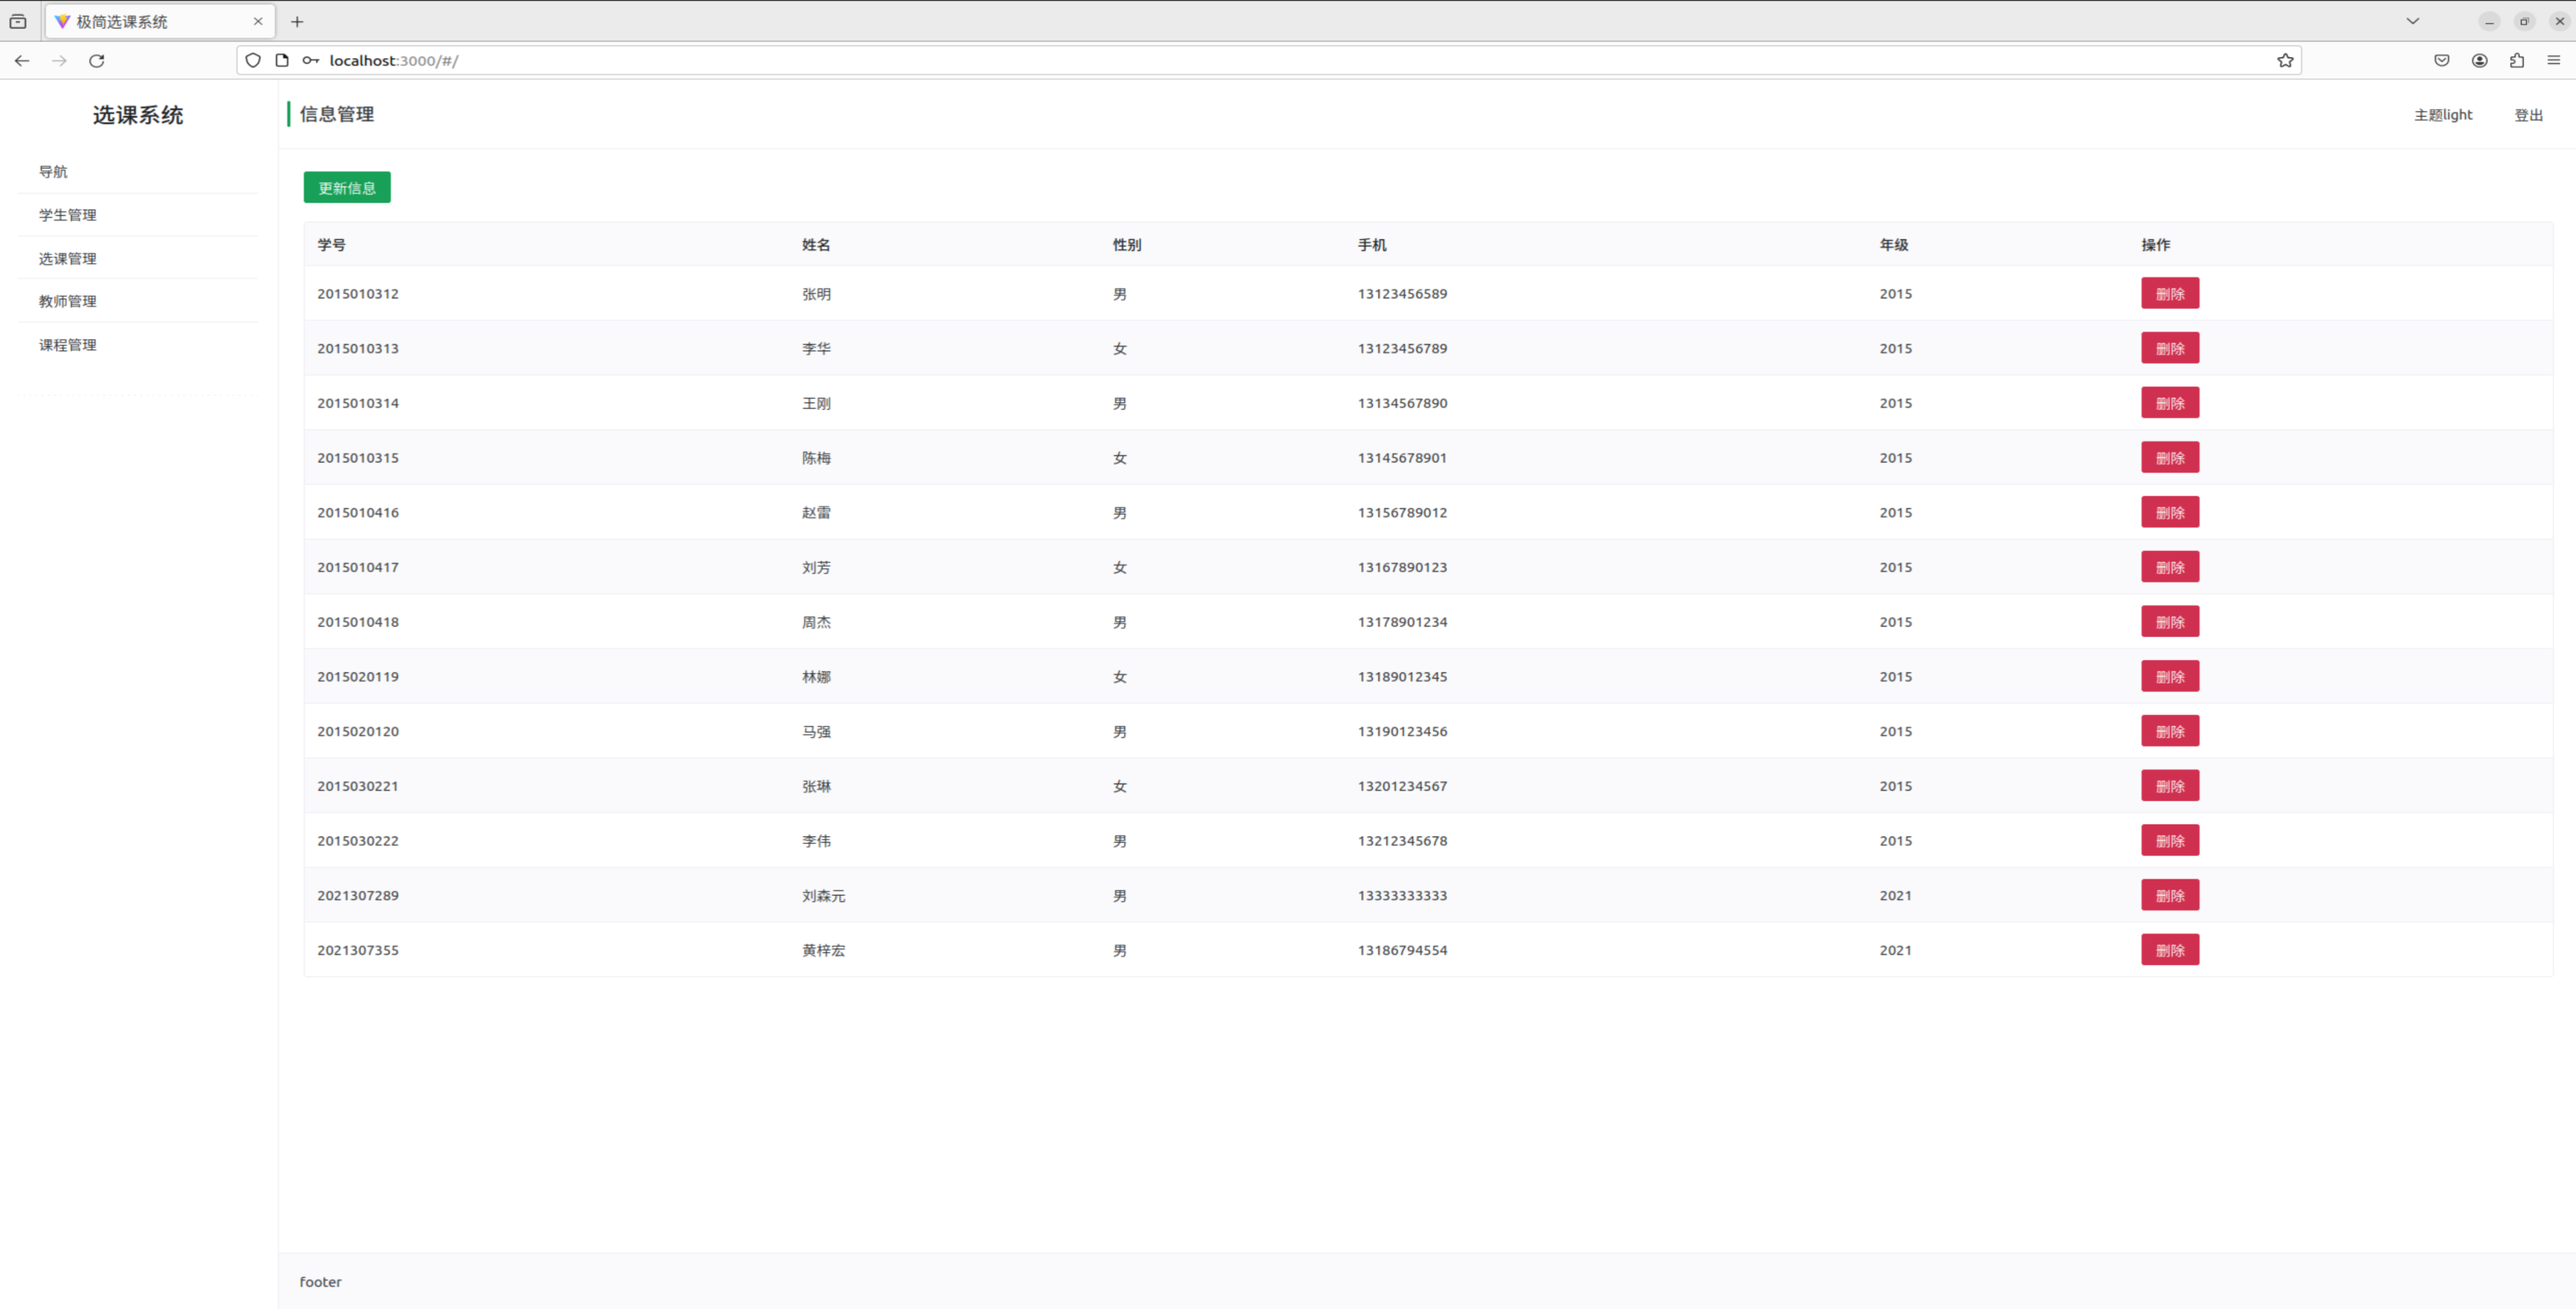 极简选课系统
localhost:3000/#/
选课系统
信息管理
主题light 登出
导航
学生管理
选课管理
教师管理
课程管理
更新信息
学号 姓名 性别 手机 年级 操作
2015010312 张明 男 13123456589 2015 删除
2015010313 李华 女 13123456789 2015 删除
2015010314 王刚 男 13134567890 2015 删除
2015010315 陈梅 女 13145678901 2015 删除
2015010416 赵雷 男 13156789012 2015 删除
2015010417 刘芳 女 13167890123 2015 删除
2015010418 周杰 男 13178901234 2015 删除
2015020119 林娜 女 13189012345 2015 删除
2015020120 马强 男 13190123456 2015 删除
2015030221 张琳 女 13201234567 2015 删除
2015030222 李伟 男 13212345678 2015 删除
2021307289 刘森元 男 13333333333 2021 删除
2021307355 黄梓宏 男 13186794554 2021 删除
footer